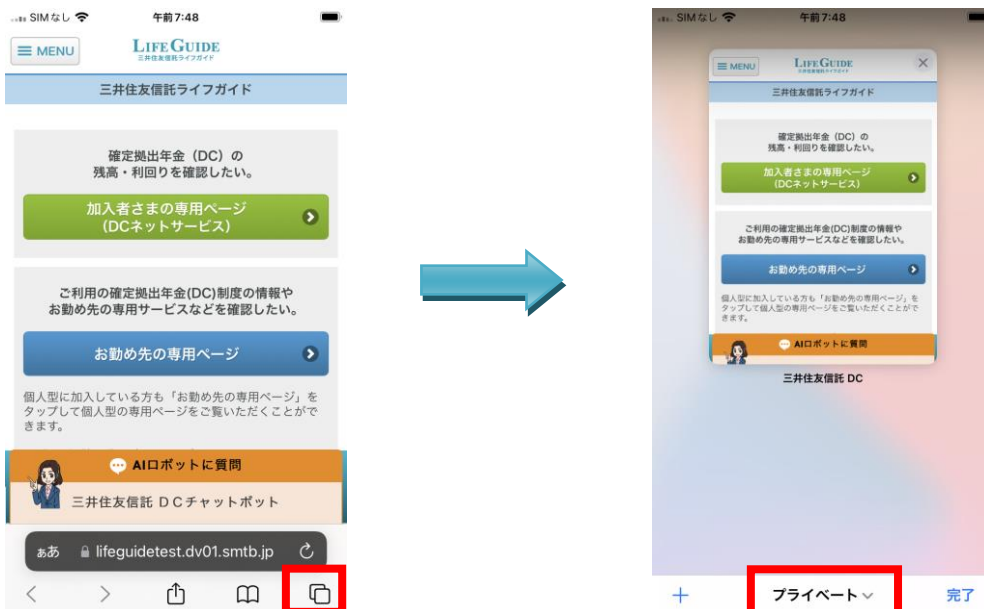 SIMなし
午前7:48
MENU
LIFE GUIDE
三井住友信託ライフガイド
三井住友信託ライフガイド
確定拠出年金（DC）の
残高・利回りを確認したい。
加入者さまの専用ページ
（DCネットサービス）
ご利用の確定拠出年金(DC)制度の情報や
お勤め先の専用サービスなどを確認したい。
お勤め先の専用ページ
個人型に加入している方も「お勤め先の専用ページ」を
タップして個人型の専用ページをご覧いただくことがで
きます。
AIロボットに質問
三井住友信託 DCチャットボット
ぁあ lifeguidetest.dv01.smtb.jp
SIMなし
午前7:48
MENU
LIFE GUIDE
三井住友信託ライフガイド
三井住友信託ライフガイド
確定拠出年金（DC）の
残高・利回りを確認したい。
加入者さまの専用ページ
（DCネットサービス）
ご利用の確定拠出年金(DC)制度の情報や
お勤め先の専用サービスなどを確認したい。
お勤め先の専用ページ
個人型に加入している方も「お勤め先の専用ページ」を
タップして個人型の専用ページをご覧いただくことがで
きます。
AIロボットに質問
三井住友信託 DC
プライベート
完了